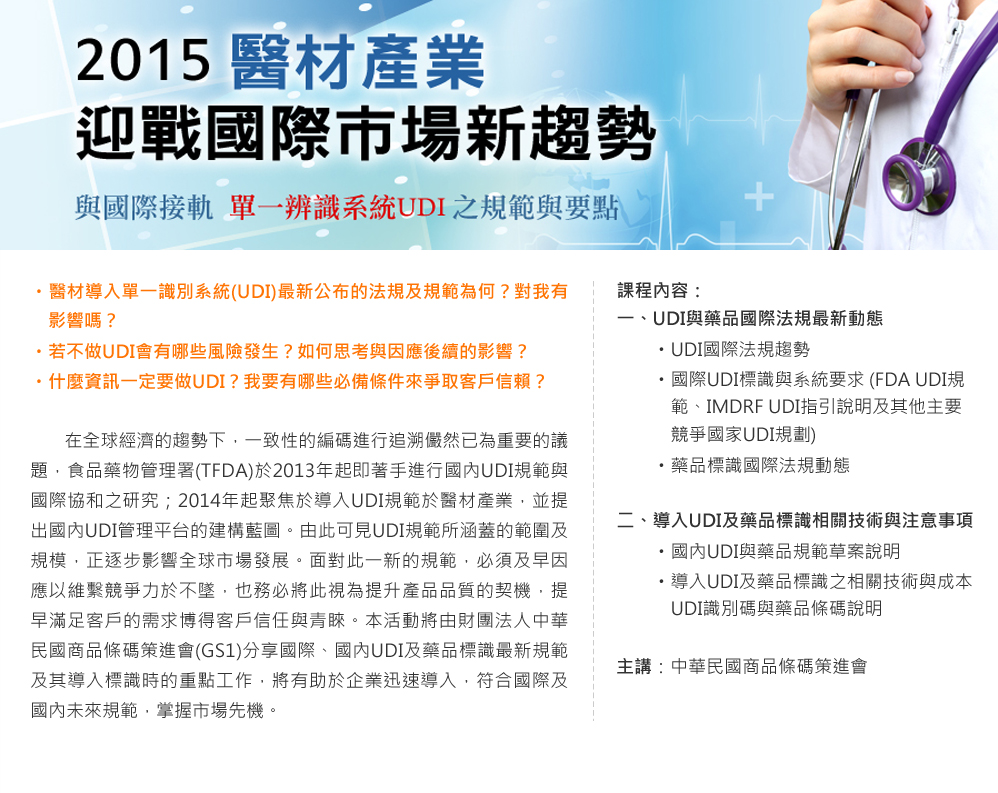 2015 醫材產業
迎戰國際市場新趨勢
與國際接軌 單一辨識系統UDI 之規範與要點
・醫材導入單一識別系統(UDI)最新公布的法規及規範為何？對我有
影響嗎？
・若不做UDI會有哪些風險發生？如何思考與因應後續的影響？
・什麼資訊一定要做UDI？我要有哪些必備條件來爭取客戶信賴？
在全球經濟的趨勢下，一致性的編碼進行追溯儼然已為重要的議
題，食品藥物管理署(TFDA)於2013年起即著手進行國內UDI規範與
國際協和之研究；2014年起聚焦於導入UDI規範於醫材產業，並提
出國內UDI管理平台的建構藍圖。由此可見UDI規範所涵蓋的範圍及
規模，正逐步影響全球市場發展。面對此一新的規範，必須及早因
應以維繫競爭力於不墜，也務必將此視為提升產品品質的契機，提
早滿足客戶的需求博得客戶信任與青睞。本活動將由財團法人中華
民國商品條碼策進會(GS1)分享國際、國內UDI及藥品標識最新規範
及其導入標識時的重點工作，將有助於企業迅速導入，符合國際及
國內未來規範，掌握市場先機。
課程內容：
一、UDI與藥品國際法規最新動態
・UDI國際法規趨勢
・國際UDI標識與系統要求 (FDA UDI規
範、IMDRF UDI指引說明及其他主要
競爭國家UDI規劃)
・藥品標識國際法規動態
二、導入UDI及藥品標識相關技術與注意事項
・國內UDI與藥品規範草案說明
・導入UDI及藥品標識之相關技術與成本
UDI識別碼與藥品條碼說明
主講：中華民國商品條碼策進會